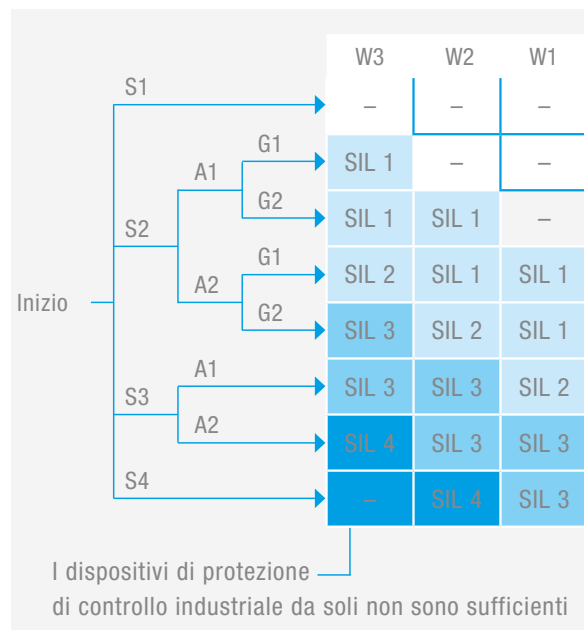 W3 W2 W1
S1 – – –
G1 SIL 1 – –
A1
G2 SIL 1 SIL 1 –
S2
G1 SIL 2 SIL 1 SIL 1
A2
G2 SIL 3 SIL 2 SIL 1
Inizio
A1 SIL 3 SIL 3 SIL 2
S3
A2 SIL 4 SIL 3 SIL 3
S4 – SIL 4 SIL 3
I dispositivi di protezione
di controllo industriale da soli non sono sufficienti